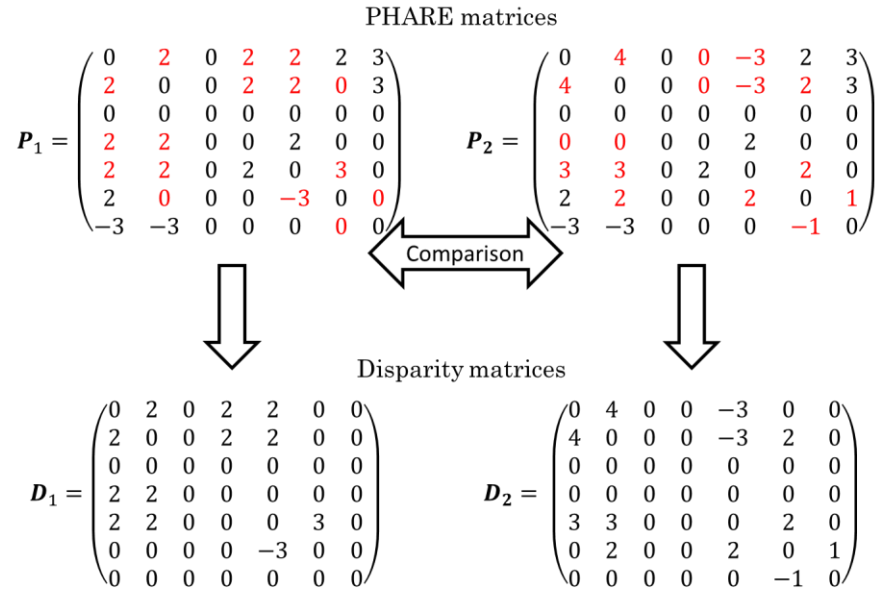 PHARE matrices
0 2 0 2 2 2 3
2 0 0 2 2 0 3
0 0 0 0 0 0 0
P₁ = 2 2 0 0 2 0 0
2 2 0 2 0 3 0
2 0 0 0 −3 0 0
−3 −3 0 0 0 0 0
0 4 0 0 −3 2 3
4 0 0 0 −3 2 3
0 0 0 0 0 0 0
P₂ = 0 0 0 0 2 0 0
3 3 0 2 0 2 0
2 2 0 0 2 0 1
−3 −3 0 0 0 −1 0
Comparison
Disparity matrices
0 2 0 2 2 0 0
2 0 0 2 2 0 0
0 0 0 0 0 0 0
D₁ = 2 2 0 0 0 0 0
2 2 0 0 0 3 0
0 0 0 0 −3 0 0
0 0 0 0 0 0 0
0 4 0 0 −3 0 0
4 0 0 0 −3 2 0
0 0 0 0 0 0 0
D₂ = 0 0 0 0 0 0 0
3 3 0 0 0 2 0
0 2 0 0 2 0 1
0 0 0 0 0 −1 0